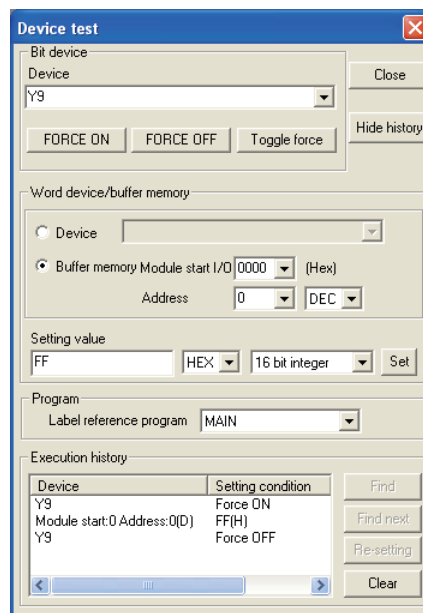 Device test
Bit device
Device
Close
Y9
Hide history
FORCE ON FORCE OFF Toggle force
Word device/buffer memory
Device
Buffer memory Module start I/O 0000 (Hex)
Address 0 DEC
Setting value
FF HEX 16 bit integer Set
Program
Label reference program MAIN
Execution history
Device Setting condition Find
Y9 Force ON
Module start:0 Address:0(D) FF(H) Find next
Y9 Force OFF
Re-setting
Clear